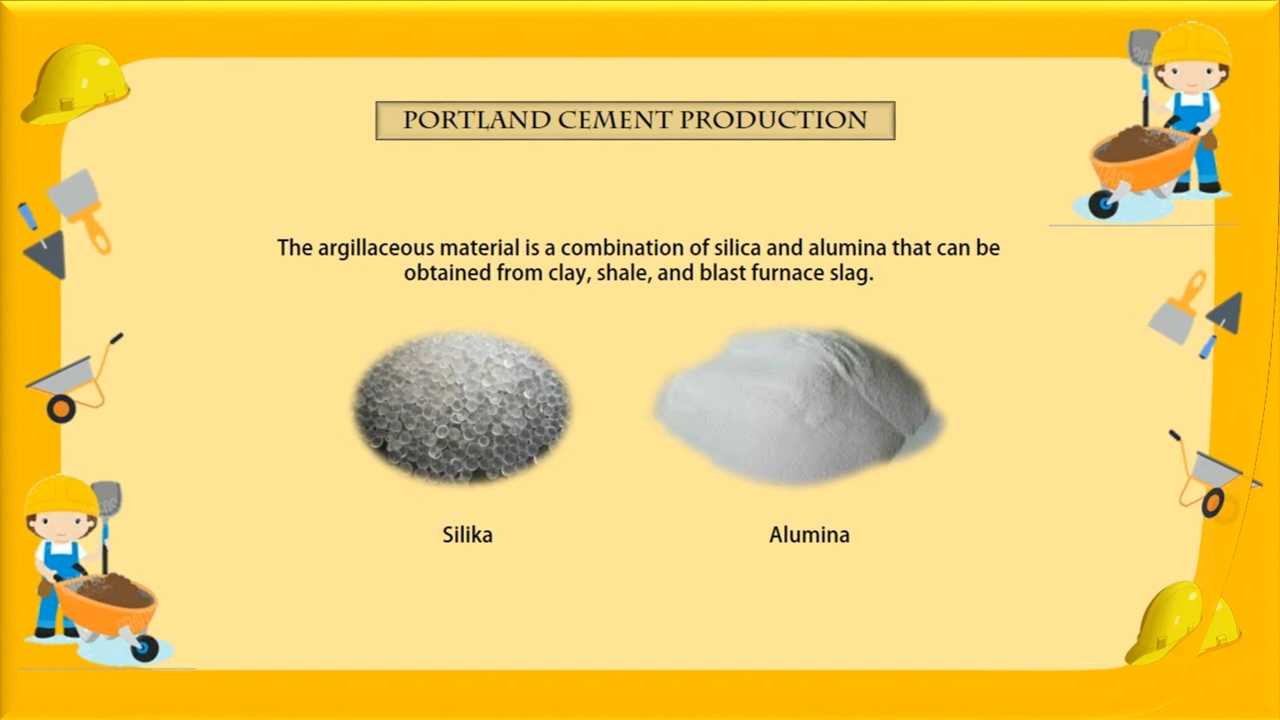 PORTLAND CEMENT PRODUCTION
The argillaceous material is a combination of silica and alumina that can be
obtained from clay, shale, and blast furnace slag.
Silika
Alumina